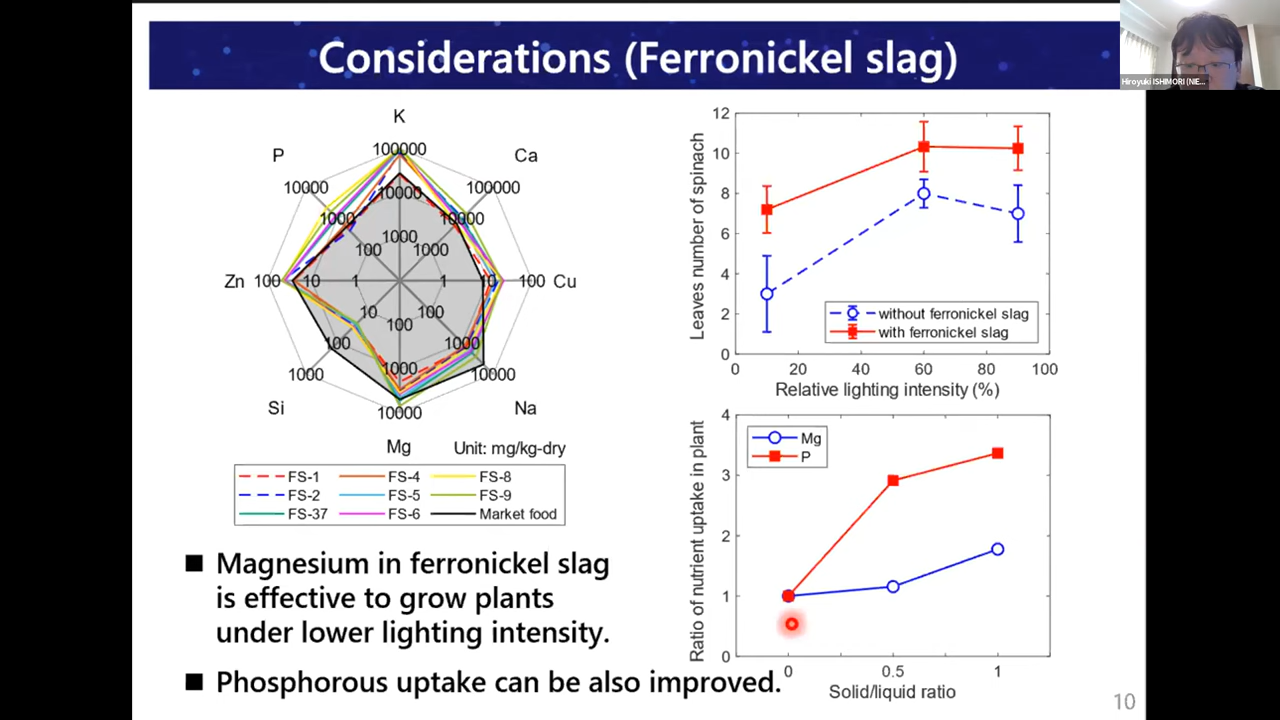 Considerations (Ferronickel slag)
Hiroyuki ISHIMORI (NE...
K
P
Ca
100000
10000
100000
10000
1000
10000
1000
1000
100
Zn
100
10
1
1
10
100
Cu
10
100
100
100
1000
1000
1000
10000
10000
Si
Na
Mg
Unit: mg/kg-dry
FS-1
FS-4
FS-8
FS-2
FS-5
FS-9
FS-37
FS-6
Market food
Leaves number of spinach
12
10
8
6
4
2
0
without ferronickel slag
with ferronickel slag
0
20
40
60
80
100
Relative lighting intensity (%)
Ratio of nutrient uptake in plant
4
3
2
1
0
Mg
P
0
0.5
1
Solid/liquid ratio
■ Magnesium in ferronickel slag
is effective to grow plants
under lower lighting intensity.
■ Phosphorous uptake can be also improved.
10